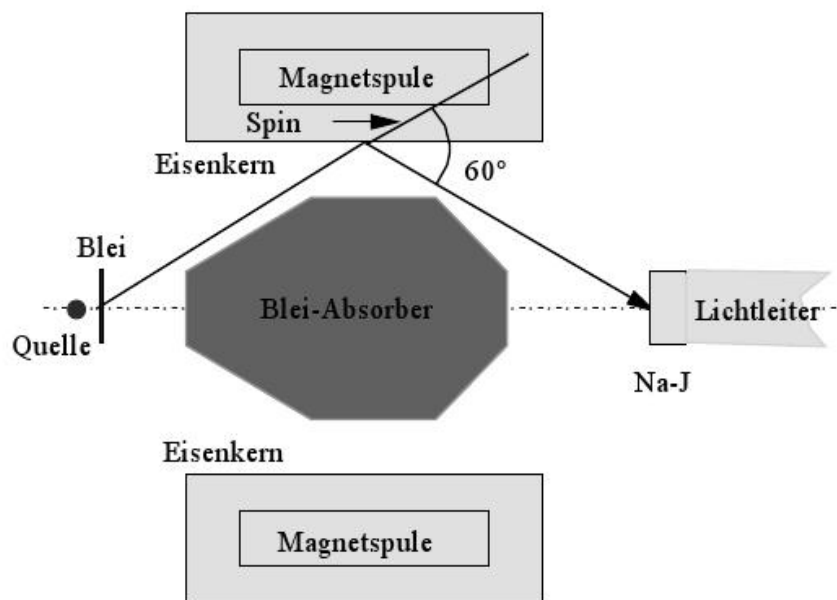 Magnetspule
Spin
Eisenkern
60°
Blei
Blei-Absorber
Lichtleiter
Quelle
Na-J
Eisenkern
Magnetspule